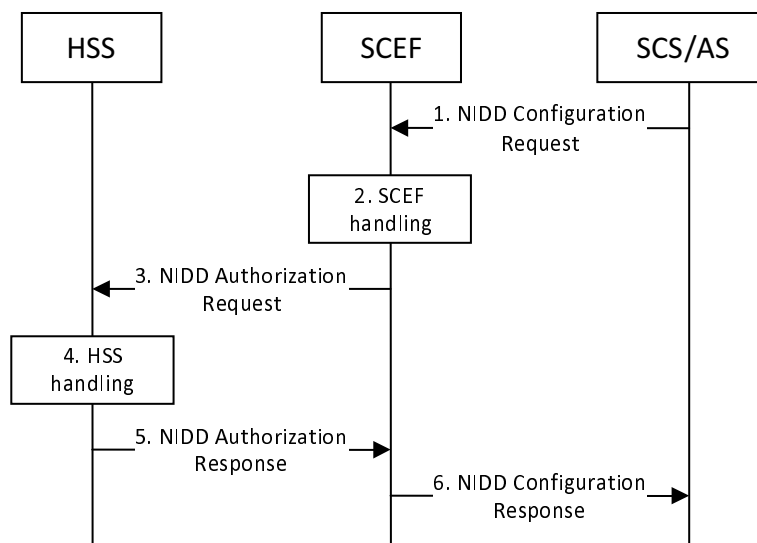 HSS
SCEF
SCS/AS
1. NIDD Configuration
Request
2. SCEF
handling
3. NIDD Authorization
Request
4. HSS
handling
5. NIDD Authorization
Response
6. NIDD Configuration
Response